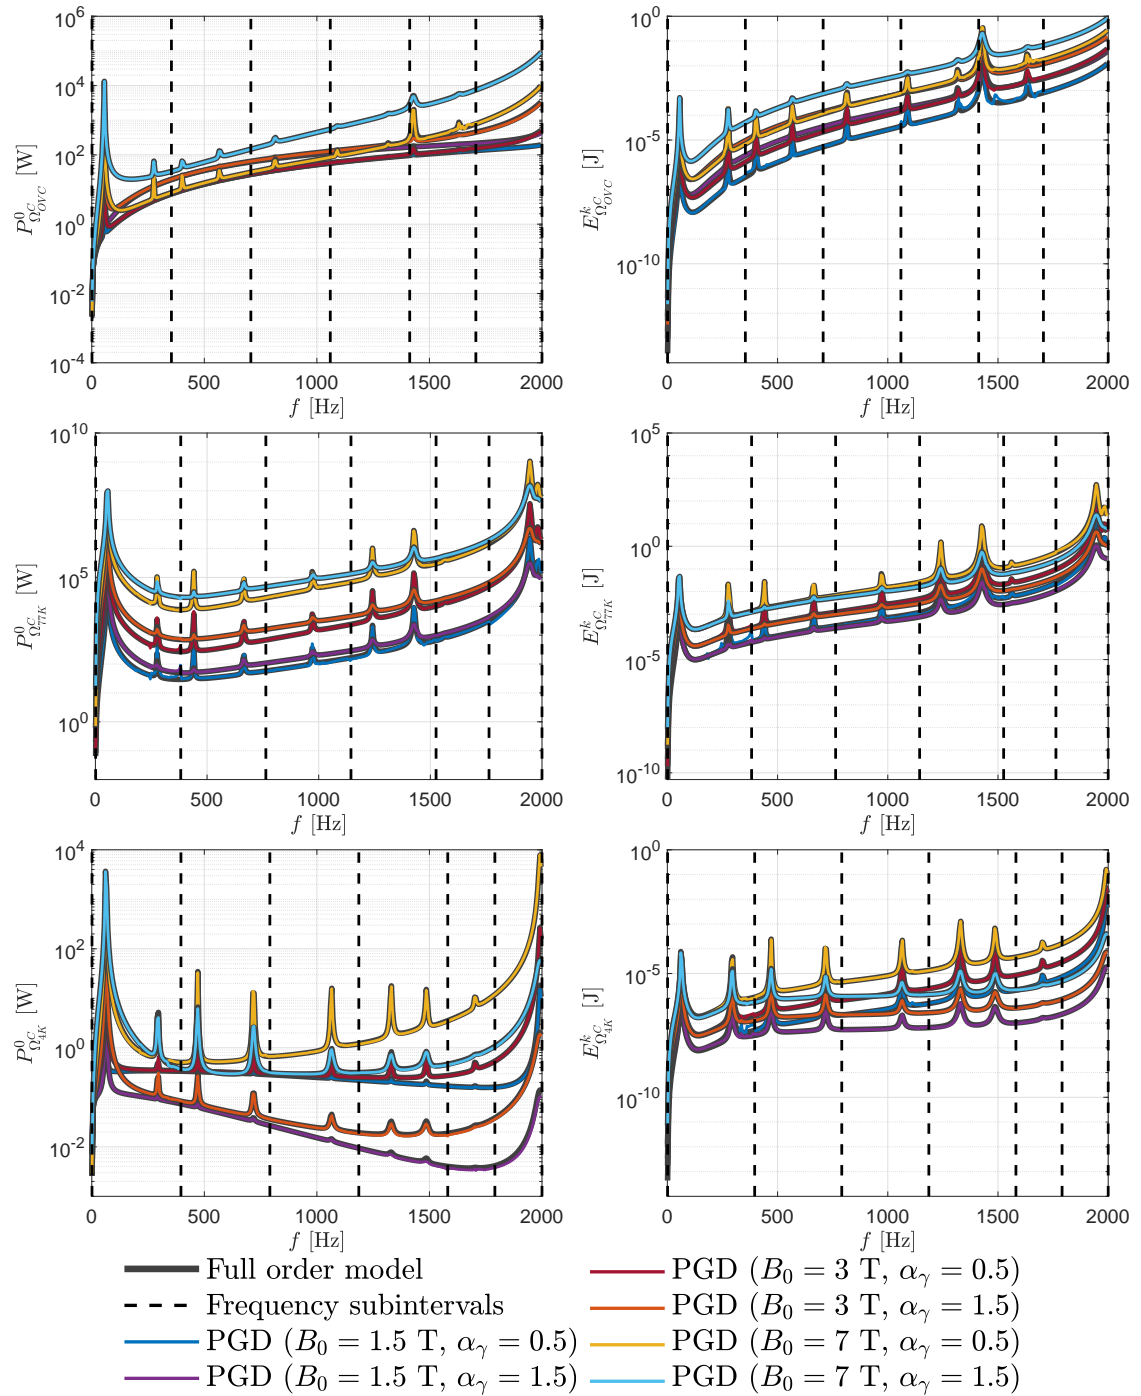 10^6
10^4
10^2
10^0
10^-2
10^-4
P^0_{Ω^C_{OVC}} [W]
0 500 1000 1500 2000
f [Hz]
10^0
10^-5
10^-10
E^k_{Ω^C_{OVC}} [J]
0 500 1000 1500 2000
f [Hz]
10^10
10^5
10^0
P^0_{Ω^C_{77K}} [W]
0 500 1000 1500 2000
f [Hz]
10^5
10^0
10^-5
10^-10
E^k_{Ω^C_{77K}} [J]
0 500 1000 1500 2000
f [Hz]
10^4
10^2
10^0
10^-2
P^0_{Ω^C_{4K}} [W]
0 500 1000 1500 2000
f [Hz]
10^0
10^-5
10^-10
E^k_{Ω^C_{4K}} [J]
0 500 1000 1500 2000
f [Hz]
Full order model
Frequency subintervals
PGD (B_0 = 1.5 T, α_γ = 0.5)
PGD (B_0 = 1.5 T, α_γ = 1.5)
PGD (B_0 = 3 T, α_γ = 0.5)
PGD (B_0 = 3 T, α_γ = 1.5)
PGD (B_0 = 7 T, α_γ = 0.5)
PGD (B_0 = 7 T, α_γ = 1.5)